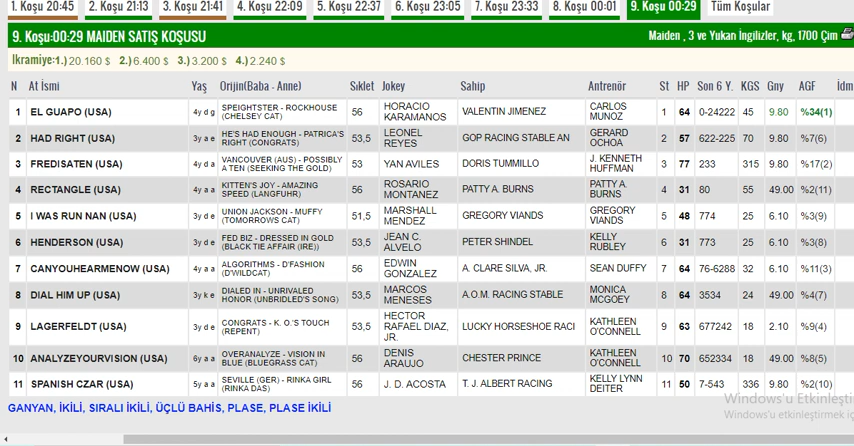 1. Koşu 20:45 2. Koşu 21:13 3. Koşu 21:41 4. Koşu 22:09 5. Koşu 22:37 6. Koşu 23:05 7. Koşu 23:33 8. Koşu 00:01 9. Koşu 00:29 Tüm Koşular
9. Koşu:00:29 MAIDEN SATIŞ KOŞUSU Maiden , 3 ve Yukarı İngilizler, kg, 1700 Çim
Ikramiye:1.) 20.160 $ 2.) 6.400 $ 3.) 3.200 $ 4.) 2.240 $
N At İsmi Yaş Orijin(Baba - Anne) Sıklet Jokey Sahip Antrenör St HP Son 6 Y. KGS Gny AGF İdm
1 EL GUAPO (USA) 4y d g SPEIGHTSTER - ROCKHOUSE (CHELSEY CAT) 56 HORACIO KARAMANOS VALENTIN JIMENEZ CARLOS MUNOZ 1 64 0-24222 45 9.80 %34(1)
2 HAD RIGHT (USA) 3y a e HE'S HAD ENOUGH - PATRICA'S RIGHT (CONGRATS) 53,5 LEONEL REYES GOP RACING STABLE AN GERARD OCHOA 2 57 622-225 70 9.80 %7(6)
3 FREDISATEN (USA) 4y d a VANCOUVER (AUS) - POSSIBLY A TEN (SEEKING THE GOLD) 53 YAN AVILES DORIS TUMMILLO J. KENNETH HUFFMAN 3 77 233 315 9.80 %17(2)
4 RECTANGLE (USA) 4y a a KITTEN'S JOY - AMAZING SPEED (LANGFUHR) 56 ROSARIO MONTANEZ PATTY A. BURNS PATTY A. BURNS 4 31 80 55 49.00 %2(11)
5 I WAS RUN NAN (USA) 3y d e UNION JACKSON - MUFFY (TOMORROWS CAT) 51,5 MARSHALL MENDEZ GREGORY VIANDS GREGORY VIANDS 5 48 774 25 6.10 %3(9)
6 HENDERSON (USA) 3y d e FED BIZ - DRESSED IN GOLD (BLACK TIE AFFAIR (IRE)) 53,5 JEAN C. ALVELO PETER SHINDEL KELLY RUBLEY 6 31 773 25 6.10 %3(8)
7 CANYOUHEARMENOW (USA) 4y a a ALGORITHMS - D'FASHION (D'WILDCAT) 56 EDWIN GONZALEZ A. CLARE SILVA, JR. SEAN DUFFY 7 64 76-6288 32 6.10 %11(3)
8 DIAL HIM UP (USA) 3y k e DIALED IN - UNRIVALED HONOR (UNBRIDLED'S SONG) 53,5 MARCOS MENESES A.O.M. RACING STABLE MONICA MCGOEY 8 64 3534 24 49.00 %4(7)
9 LAGERFELDT (USA) 3y d e CONGRATS - K. O.'S TOUCH (REPENT) 53,5 HECTOR RAFAEL DIAZ, JR. LUCKY HORSESHOE RACI KATHLEEN O'CONNELL 9 63 677242 18 2.10 %9(4)
10 ANALYZEYOURVISION (USA) 6y a a OVERANALYZE - VISION IN BLUE (BLUEGRASS CAT) 56 DENIS ARAUJO CHESTER PRINCE KATHLEEN O'CONNELL 10 70 652334 18 49.00 %8(5)
11 SPANISH CZAR (USA) 5y a a SEVILLE (GER) - RINKA GIRL (RINKA DAS) 56 J. D. ACOSTA T. J. ALBERT RACING KELLY LYNN DEITER 11 50 7-543 336 9.80 %2(10)
GANYAN, İKİLİ, SIRALI İKİLİ, ÜÇLÜ BAHİS, PLASE, PLASE İKİLİ
Windows'u Etkinleşti
Windows'u etkinleştirmek iç